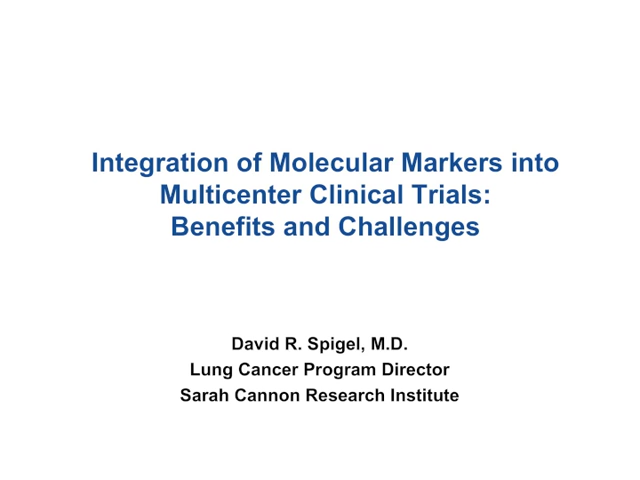 Integration of Molecular Markers into
Multicenter Clinical Trials:
Benefits and Challenges
David R. Spigel, M.D.
Lung Cancer Program Director
Sarah Cannon Research Institute